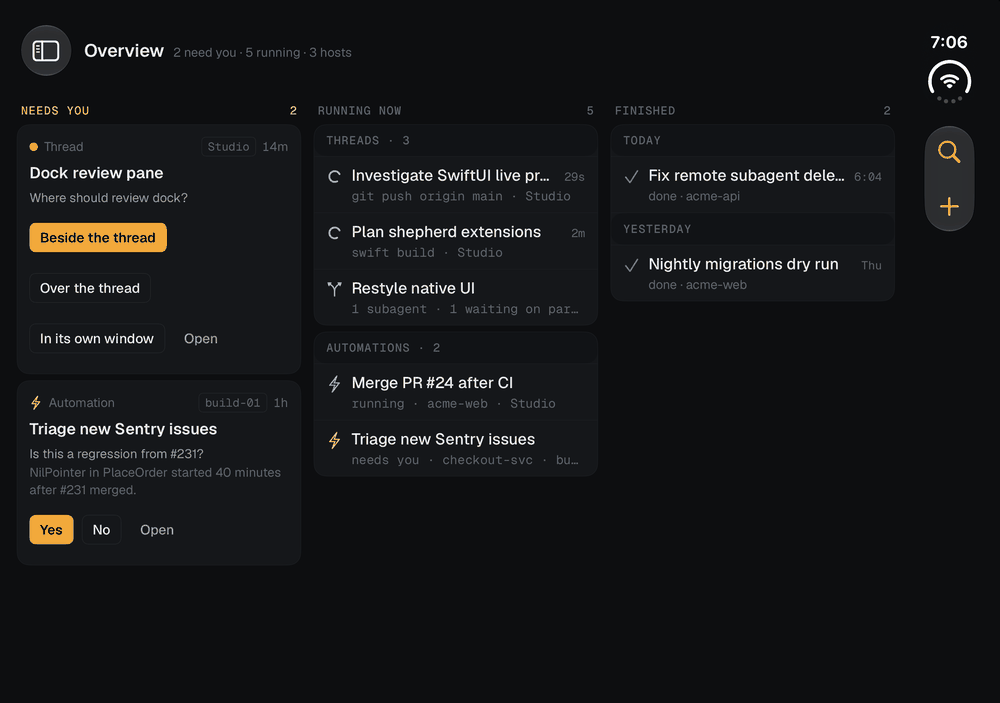 Overview 2 need you · 5 running · 3 hosts
7:06
NEEDS YOU 2
Thread Studio 14m
Dock review pane
Where should review dock?
Beside the thread
Over the thread
In its own window Open
Automation build-01 1h
Triage new Sentry issues
Is this a regression from #231?
NilPointer in PlaceOrder started 40 minutes
after #231 merged.
Yes No Open
RUNNING NOW 5
THREADS · 3
Investigate SwiftUI live pr... 29s
git push origin main · Studio
Plan shepherd extensions 2m
swift build · Studio
Restyle native UI
1 subagent · 1 waiting on par...
AUTOMATIONS · 2
Merge PR #24 after CI
running · acme-web · Studio
Triage new Sentry issues
needs you · checkout-svc · bu...
FINISHED 2
TODAY
Fix remote subagent dele... 6:04
done · acme-api
YESTERDAY
Nightly migrations dry run Thu
done · acme-web